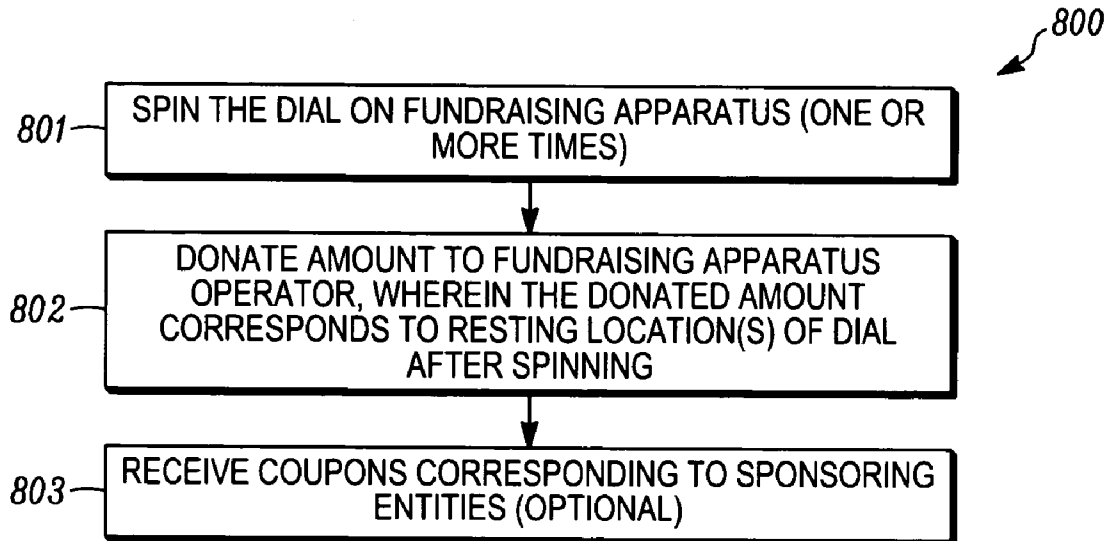 800
801
SPIN THE DIAL ON FUNDRAISING APPARATUS (ONE OR
MORE TIMES)
802
DONATE AMOUNT TO FUNDRAISING APPARATUS
OPERATOR, WHEREIN THE DONATED AMOUNT
CORRESPONDS TO RESTING LOCATION(S) OF DIAL
AFTER SPINNING
803
RECEIVE COUPONS CORRESPONDING TO SPONSORING
ENTITIES (OPTIONAL)